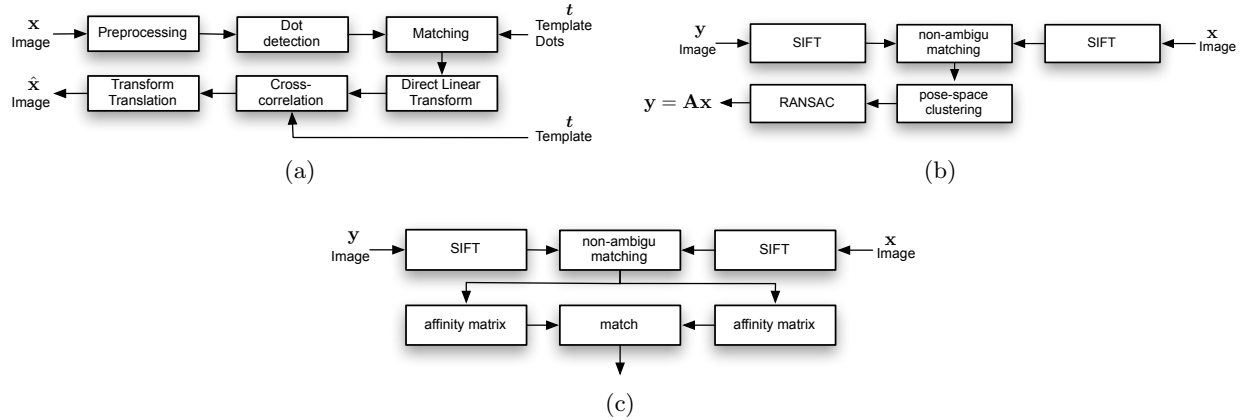 x
Image
Preprocessing
Dot
detection
Matching
t
Template
Dots
x̂
Image
Transform
Translation
Cross-
correlation
Direct Linear
Transform
t
Template
(a)
y
Image
SIFT
non-ambigu
matching
SIFT
x
Image
y = Ax
RANSAC
pose-space
clustering
(b)
y
Image
SIFT
non-ambigu
matching
SIFT
x
Image
affinity matrix
match
affinity matrix
(c)